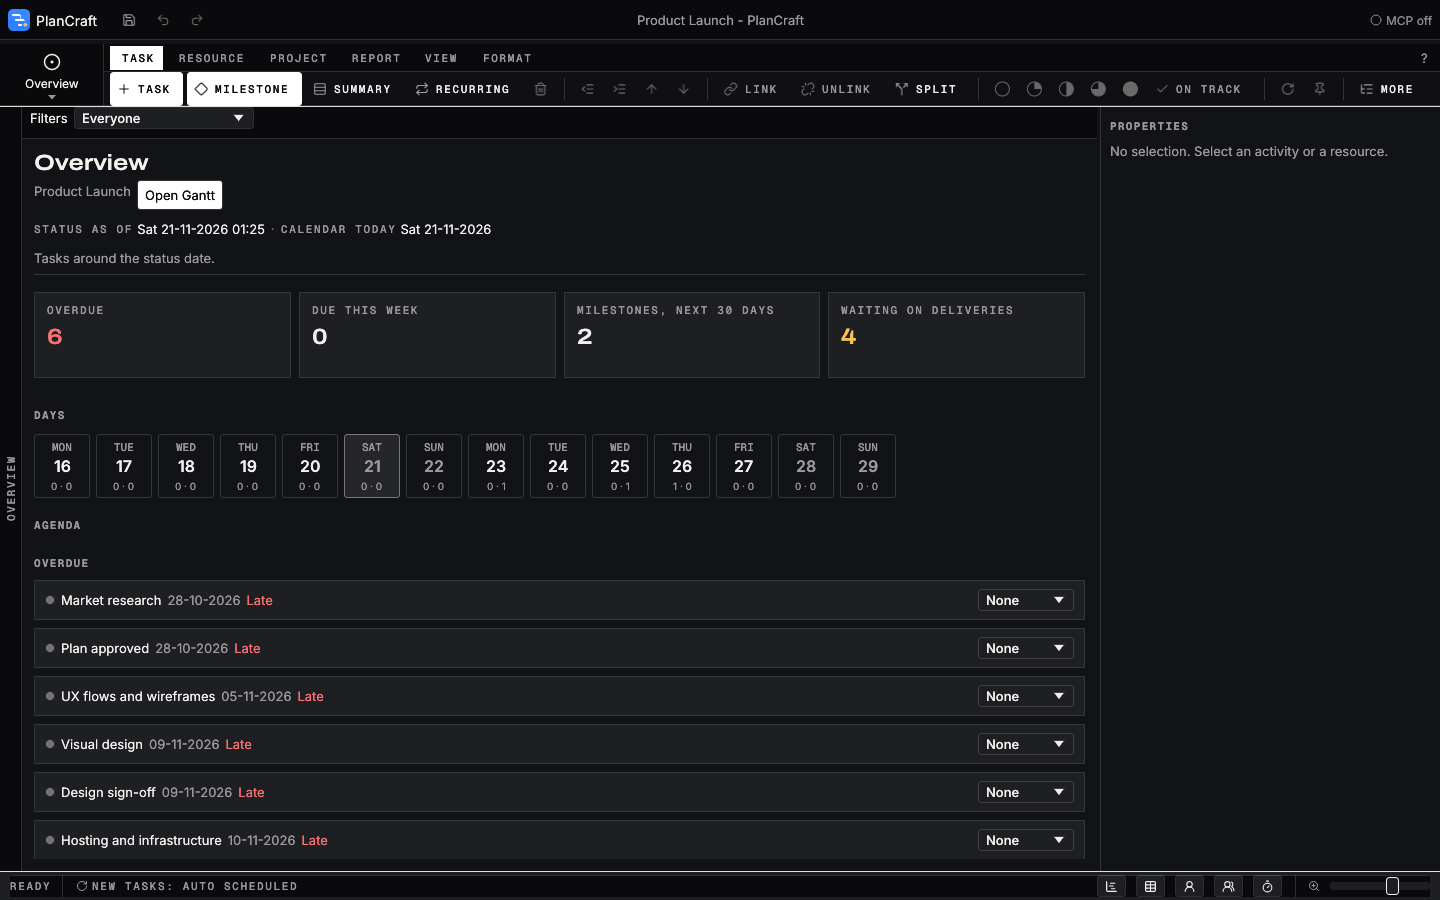 PlanCraft
Product Launch - PlanCraft
MCP off
Overview
TASK RESOURCE PROJECT REPORT VIEW FORMAT ?
TASK MILESTONE SUMMARY RECURRING LINK UNLINK SPLIT ON TRACK MORE
Filters Everyone
PROPERTIES
No selection. Select an activity or a resource.
OVERVIEW
Overview
Product Launch Open Gantt
STATUS AS OF Sat 21-11-2026 01:25 · CALENDAR TODAY Sat 21-11-2026
Tasks around the status date.
OVERDUE DUE THIS WEEK MILESTONES, NEXT 30 DAYS WAITING ON DELIVERIES
6 0 2 4
DAYS
MON TUE WED THU FRI SAT SUN MON TUE WED THU FRI SAT SUN
16 17 18 19 20 21 22 23 24 25 26 27 28 29
0·0 0·0 0·0 0·0 0·0 0·0 0·0 0·1 0·0 0·1 1·0 0·0 0·0 0·0
AGENDA
OVERDUE
Market research 28-10-2026 Late None
Plan approved 28-10-2026 Late None
UX flows and wireframes 05-11-2026 Late None
Visual design 09-11-2026 Late None
Design sign-off 09-11-2026 Late None
Hosting and infrastructure 10-11-2026 Late None
READY NEW TASKS: AUTO SCHEDULED